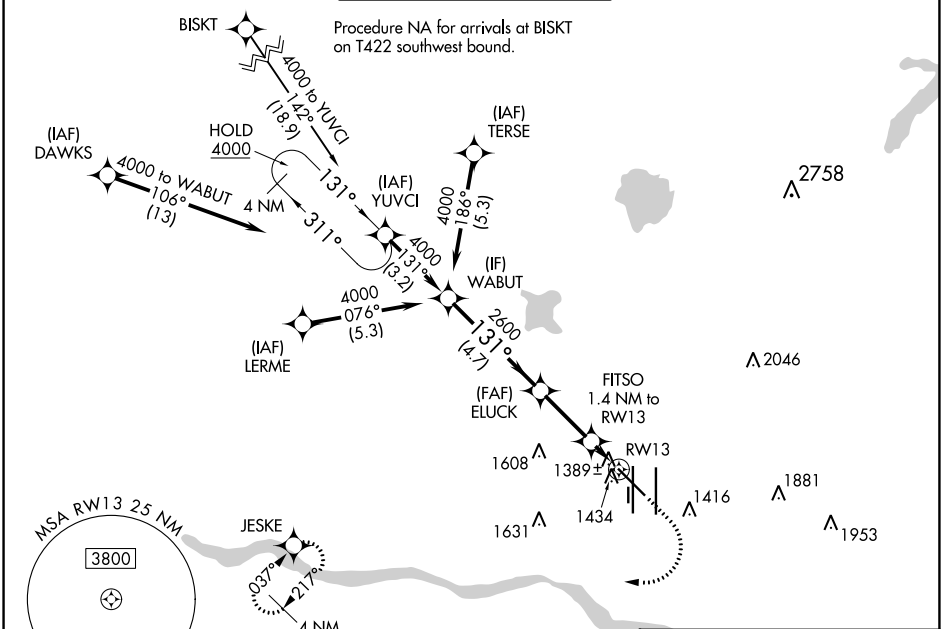 BISKT
Procedure NA for arrivals at BISKT
on T422 southwest bound.
4000 to YUVCI
142°
(18.9)
(IAF)
TERSE
(IAF)
DAWKS
HOLD
4000
4000 to WABUT
106°
(13)
131°
4 NM
311°
(IAF)
YUVCI
4000
186°
(5.3)
2758
4000
131°
(3.2)
(IF)
WABUT
4000
076°
(5.3)
(IAF)
LERME
2600
131°
(4.7)
2046
(FAF)
ELUCK
FITSO
1.4 NM to
RW13
RW13
1608
1389±
1434
1631
1416
1881
1953
MSA RW13 25 NM
3800
JESKE
037°
217°
4 NM